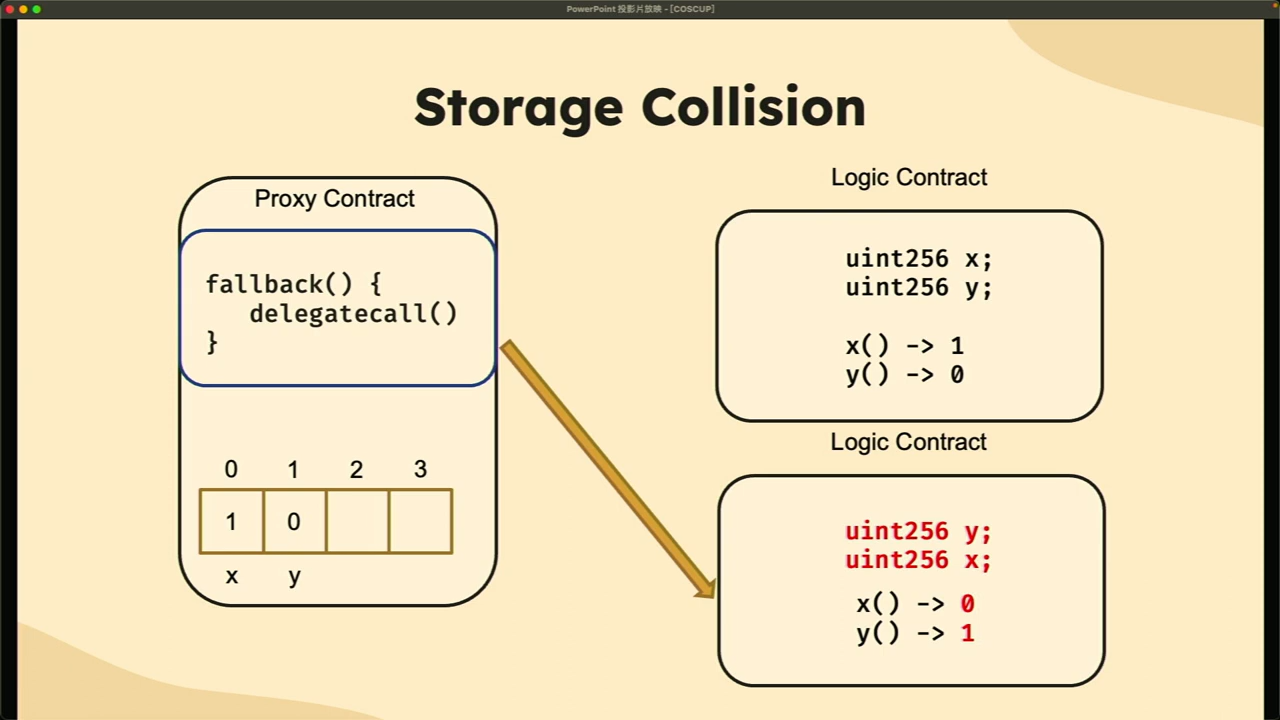 PowerPoint 投影片放映 - [COSCUP]
Storage Collision
Proxy Contract
fallback() {
delegatecall()
}
0 1 2 3
1 0
x y
Logic Contract
uint256 x;
uint256 y;
x() -> 1
y() -> 0
Logic Contract
uint256 y;
uint256 x;
x() -> 0
y() -> 1